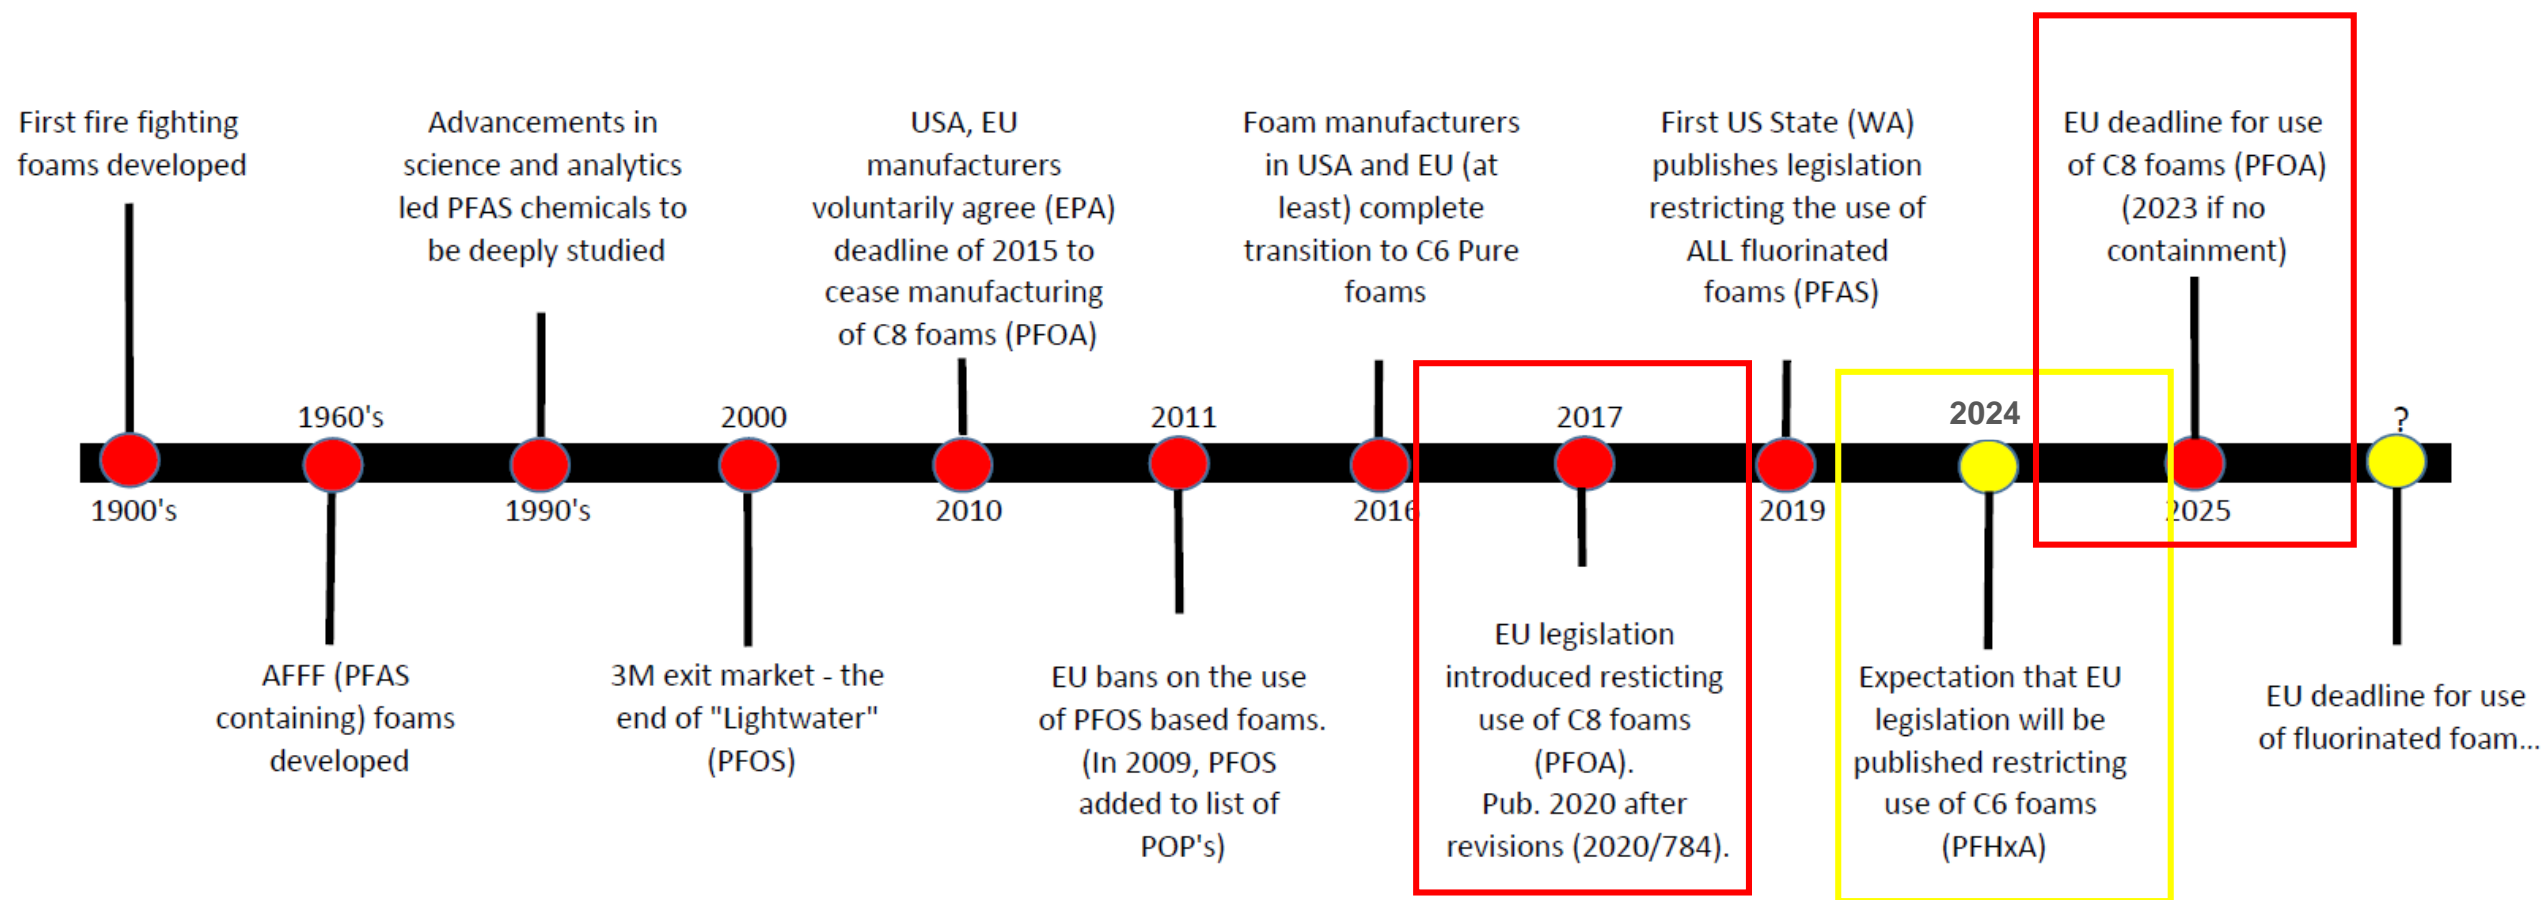 First fire fighting
foams developed
1900's
1960's
AFFF (PFAS
containing) foams
developed
Advancements in
science and analytics
led PFAS chemicals to
be deeply studied
1990's
2000
3M exit market - the
end of "Lightwater"
(PFOS)
USA, EU
manufacturers
voluntarily agree (EPA)
deadline of 2015 to
cease manufacturing
of C8 foams (PFOA)
2010
2011
EU bans on the use
of PFOS based foams.
(In 2009, PFOS
added to list of
POP's)
Foam manufacturers
in USA and EU (at
least) complete
transition to C6 Pure
foams
2016
2017
EU legislation
introduced resticting
use of C8 foams
(PFOA).
Pub. 2020 after
revisions (2020/784).
First US State (WA)
publishes legislation
restricting the use of
ALL fluorinated
foams (PFAS)
2019
2024
Expectation that EU
legislation will be
published restricting
use of C6 foams
(PFHxA)
EU deadline for use
of C8 foams (PFOA)
(2023 if no
containment)
2025
?
EU deadline for use
of fluorinated foam...